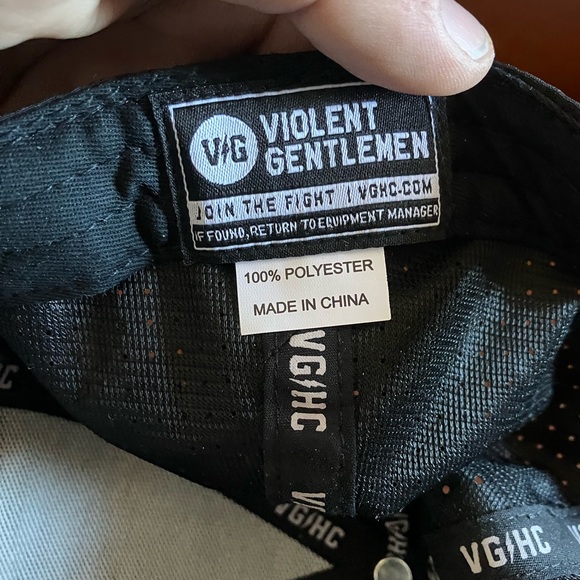 V/G VIOLENT
GENTLEMEN
JOIN THE FIGHT | VGHC.COM
IF FOUND, RETURN TO EQUIPMENT MANAGER
100% POLYESTER
MADE IN CHINA
VG/HC
VG/HC
VG/HC
HC
VG/HC